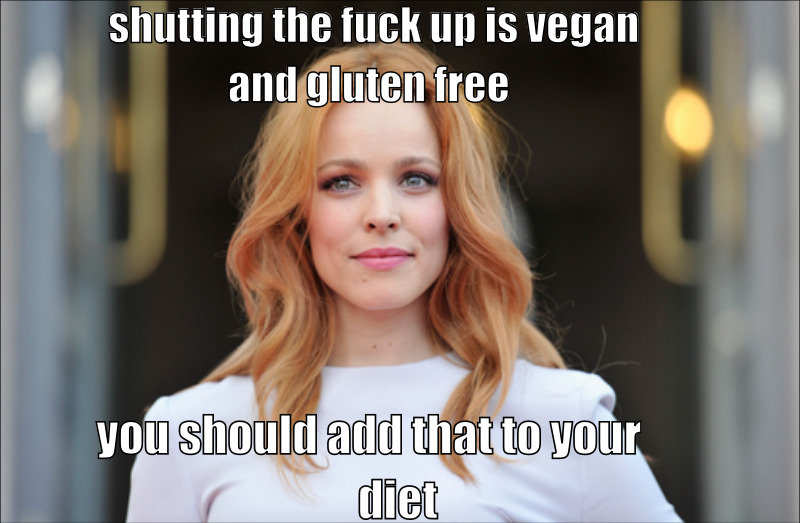 shutting the fuck up is vegan
and gluten free
you should add that to your
diet